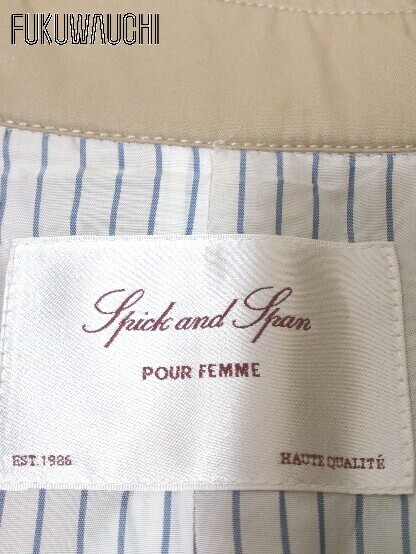 FUKUWAUCHI
Spick and Span
POUR FEMME
EST.1986
HAUTE QUALITÉ